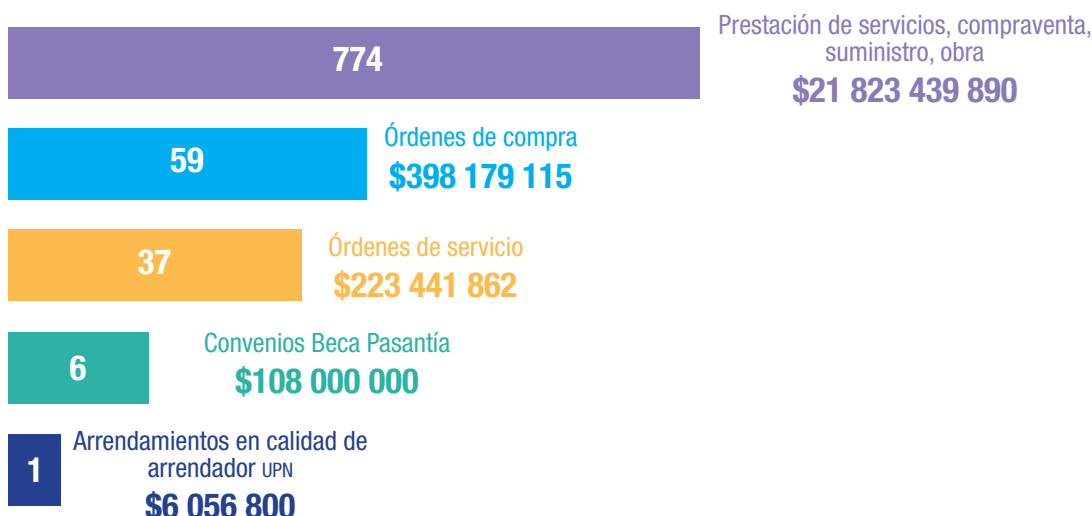 774
Prestación de servicios, compraventa,
suministro, obra
$21 823 439 890
59
Órdenes de compra
$398 179 115
37
Órdenes de servicio
$223 441 862
6
Convenios Beca Pasantía
$108 000 000
1
Arrendamientos en calidad de
arrendador UPN
$6 056 800